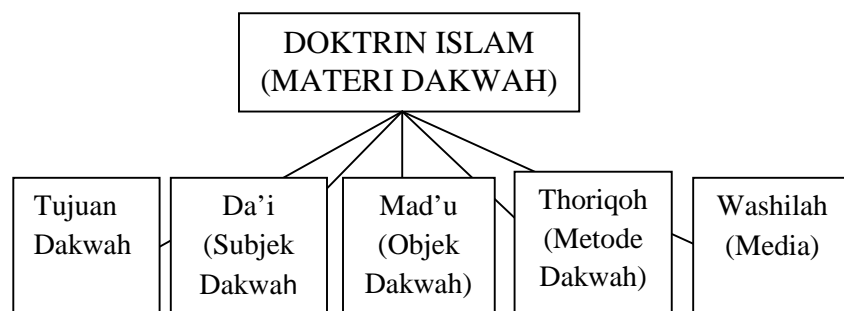 DOKTRIN ISLAM
(MATERI DAKWAH)
Tujuan
Dakwah
Da’i
(Subjek
Dakwah
Mad’u
(Objek
Dakwah)
Thoriqoh
(Metode
Dakwah)
Washilah
(Media)